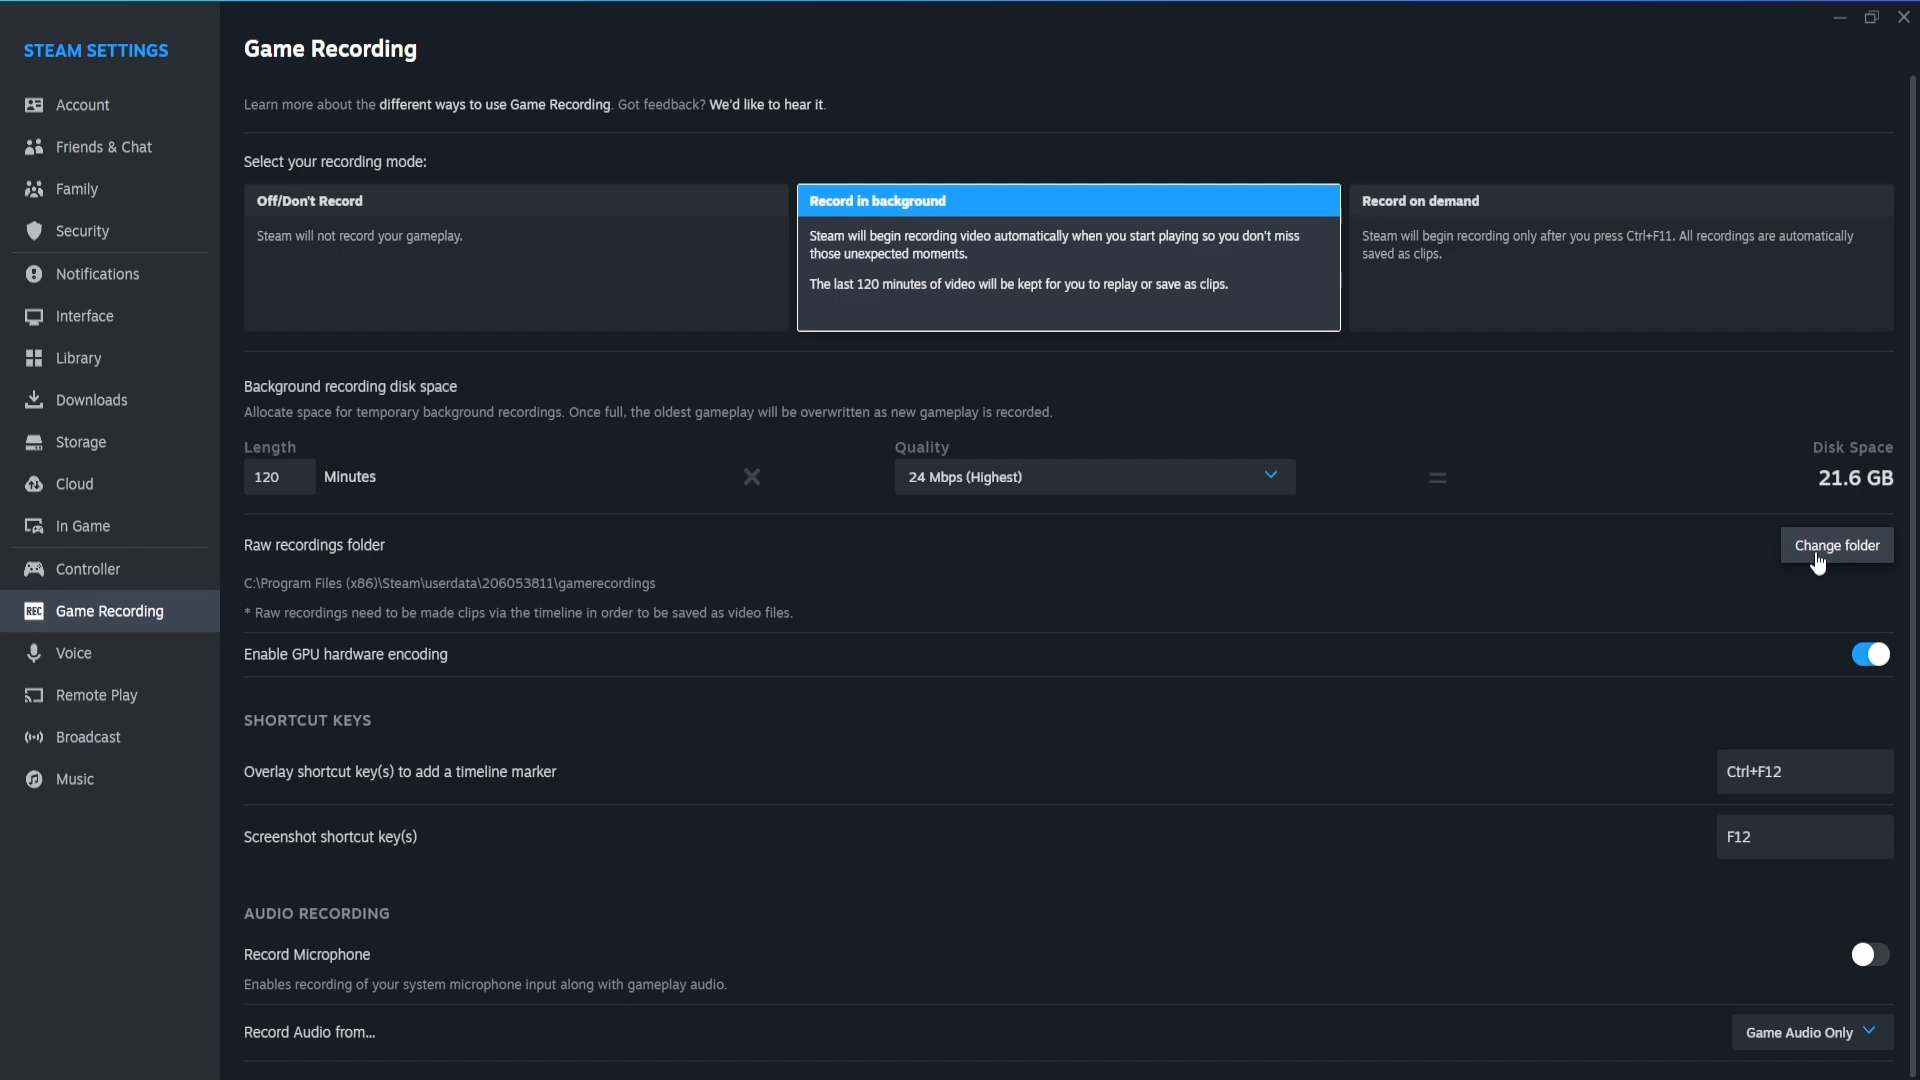 STEAM SETTINGS
Account
Friends & Chat
Family
Security
Notifications
Interface
Library
Downloads
Storage
Cloud
In Game
Controller
REC Game Recording
Voice
Remote Play
Broadcast
Music
Game Recording
Learn more about the different ways to use Game Recording. Got feedback? We'd like to hear it.
Select your recording mode:
Off/Don't Record
Steam will not record your gameplay.
Record in background
Steam will begin recording video automatically when you start playing so you don't miss
those unexpected moments.
The last 120 minutes of video will be kept for you to replay or save as clips.
Record on demand
Steam will begin recording only after you press Ctrl+F11. All recordings are automatically
saved as clips.
Background recording disk space
Allocate space for temporary background recordings. Once full, the oldest gameplay will be overwritten as new gameplay is recorded.
Length
120 Minutes
Quality
24 Mbps (Highest)
=
Disk Space
21.6 GB
Raw recordings folder
Change folder
C:\Program Files (x86)\Steam\userdata\206053811\gamerecordings
* Raw recordings need to be made clips via the timeline in order to be saved as video files.
Enable GPU hardware encoding
SHORTCUT KEYS
Overlay shortcut key(s) to add a timeline marker
Ctrl+F12
Screenshot shortcut key(s)
F12
AUDIO RECORDING
Record Microphone
Enables recording of your system microphone input along with gameplay audio.
Record Audio from...
Game Audio Only